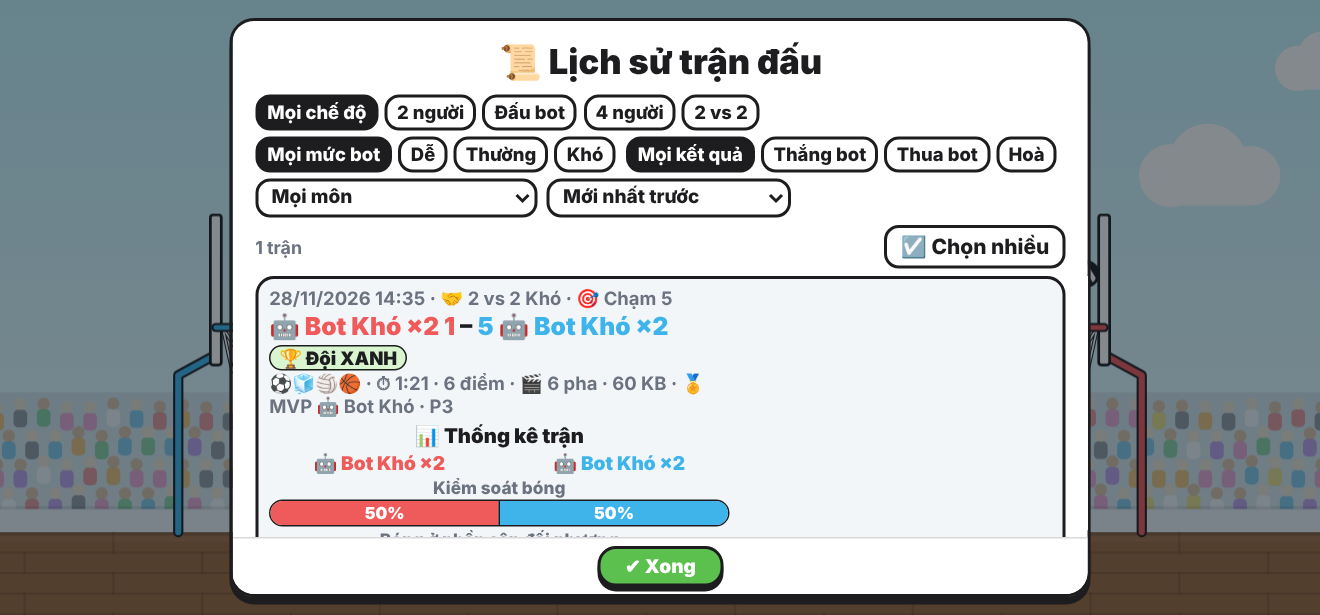 📜 Lịch sử trận đấu
Mọi chế độ 2 người Đấu bot 4 người 2 vs 2
Mọi mức bot Dễ Thường Khó Mọi kết quả Thắng bot Thua bot Hoà
Mọi môn Mới nhất trước
1 trận ☑️ Chọn nhiều
28/11/2026 14:35 · 🤝 2 vs 2 Khó · 🎯 Chạm 5
🤖 Bot Khó ×2 1 – 5 🤖 Bot Khó ×2
🏆 Đội XANH
⚽🧊🏐🏀 · ⏱ 1:21 · 6 điểm · 🎬 6 pha · 60 KB · 🏅
MVP 🤖 Bot Khó · P3
📊 Thống kê trận
🤖 Bot Khó ×2 🤖 Bot Khó ×2
Kiểm soát bóng
50% 50%
✔ Xong